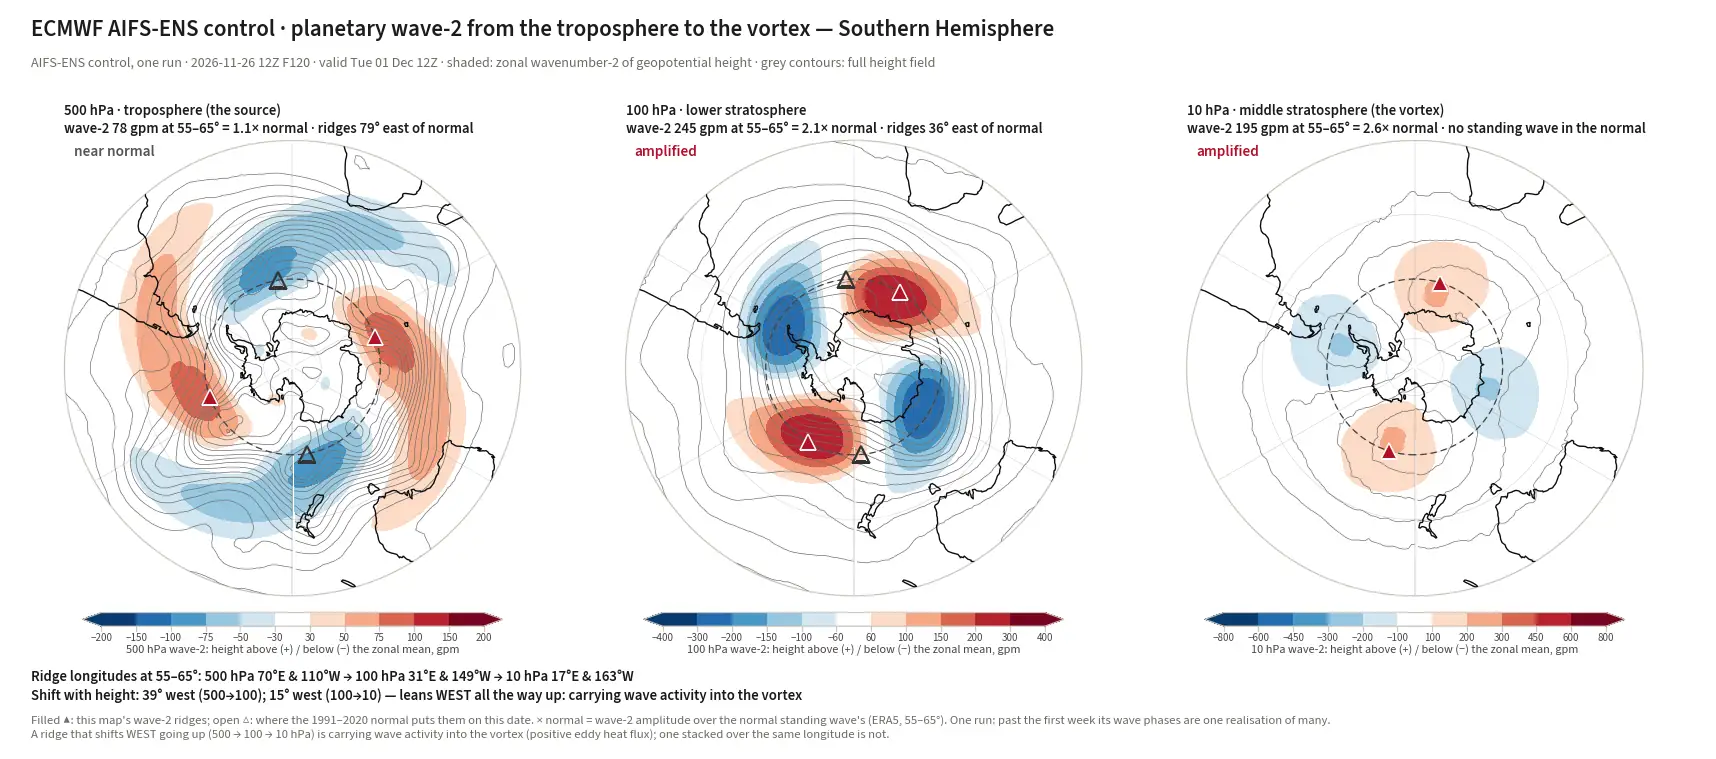 ECMWF AIFS-ENS control · planetary wave-2 from the troposphere to the vortex — Southern Hemisphere
AIFS-ENS control, one run · 2026-11-26 12Z F120 · valid Tue 01 Dec 12Z · shaded: zonal wavenumber-2 of geopotential height · grey contours: full height field
500 hPa · troposphere (the source)
wave-2 78 gpm at 55–65° = 1.1× normal · ridges 79° east of normal
near normal
100 hPa · lower stratosphere
wave-2 245 gpm at 55–65° = 2.1× normal · ridges 36° east of normal
amplified
10 hPa · middle stratosphere (the vortex)
wave-2 195 gpm at 55–65° = 2.6× normal · no standing wave in the normal
amplified
−200 −150 −100 −75 −50 −30 30 50 75 100 150 200
500 hPa wave-2: height above (+) / below (−) the zonal mean, gpm
−400 −300 −200 −150 −100 −60 60 100 150 200 300 400
100 hPa wave-2: height above (+) / below (−) the zonal mean, gpm
−800 −600 −450 −300 −200 −100 100 200 300 450 600 800
10 hPa wave-2: height above (+) / below (−) the zonal mean, gpm
Ridge longitudes at 55–65°: 500 hPa 70°E & 110°W → 100 hPa 31°E & 149°W → 10 hPa 17°E & 163°W
Shift with height: 39° west (500→100); 15° west (100→10) — leans WEST all the way up: carrying wave activity into the vortex
Filled ▲: this map's wave-2 ridges; open △: where the 1991–2020 normal puts them on this date. × normal = wave-2 amplitude over the normal standing wave's (ERA5, 55–65°). One run: past the first week its wave phases are one realisation of many.
A ridge that shifts WEST going up (500 → 100 → 10 hPa) is carrying wave activity into the vortex (positive eddy heat flux); one stacked over the same longitude is not.